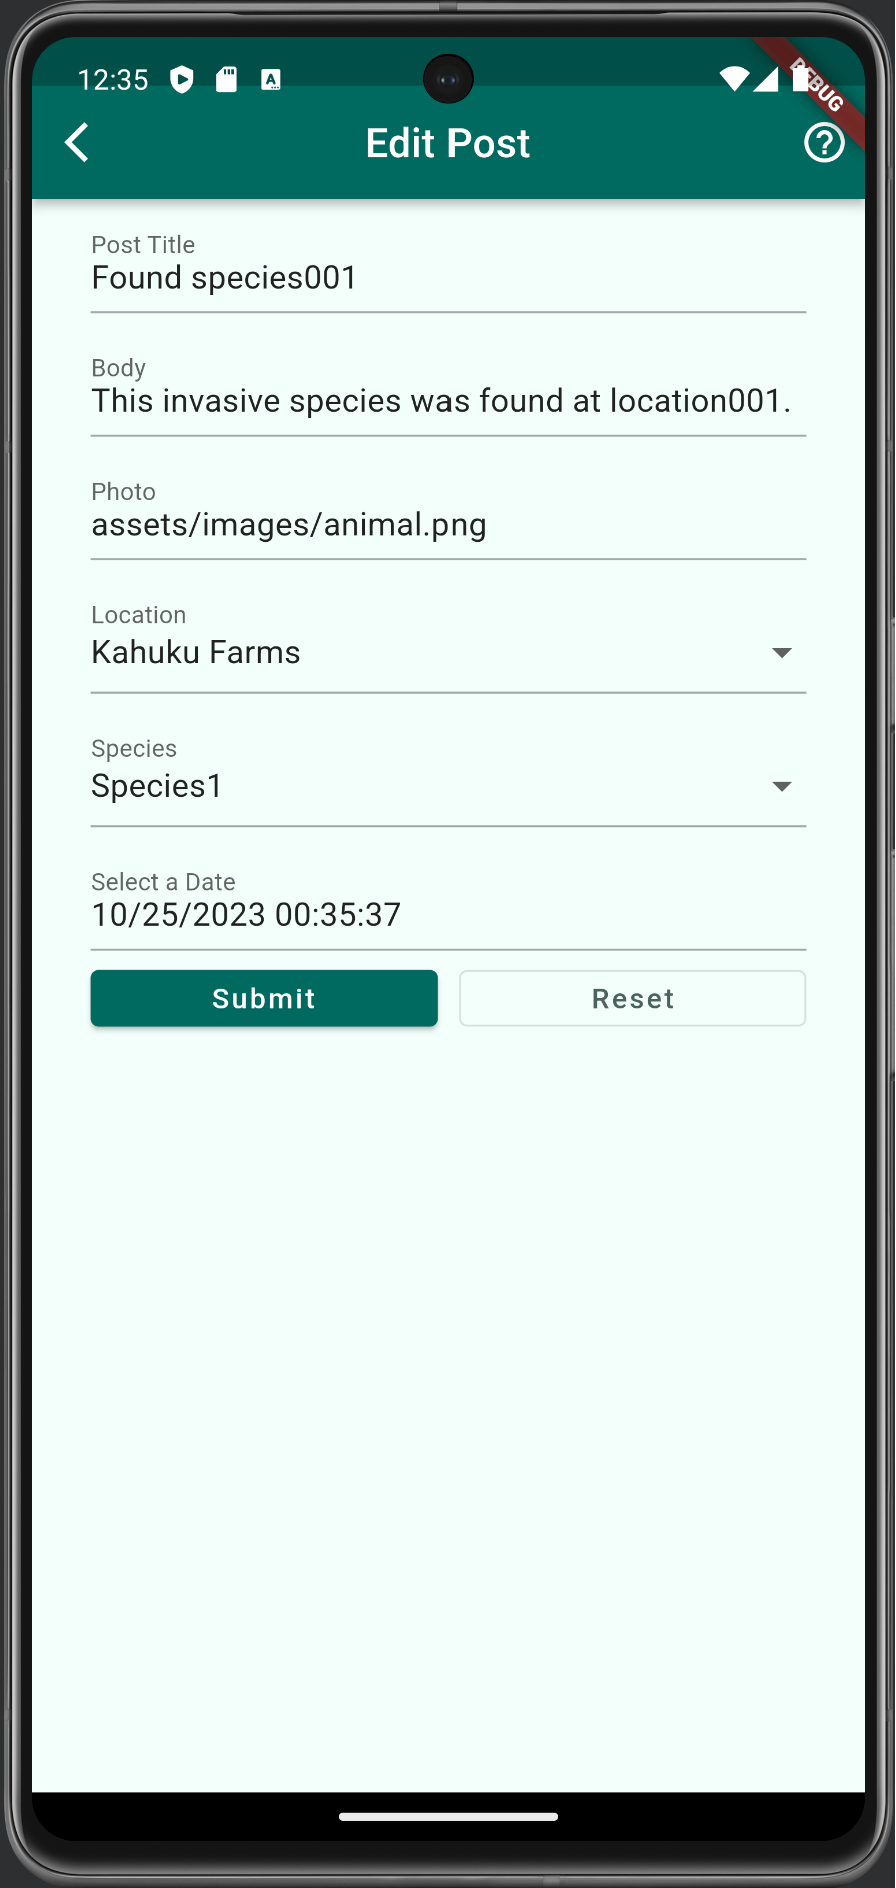 12:35
DEBUG
Edit Post
Post Title
Found species001
Body
This invasive species was found at location001.
Photo
assets/images/animal.png
Location
Kahuku Farms
Species
Species1
Select a Date
10/25/2023 00:35:37
Submit Reset